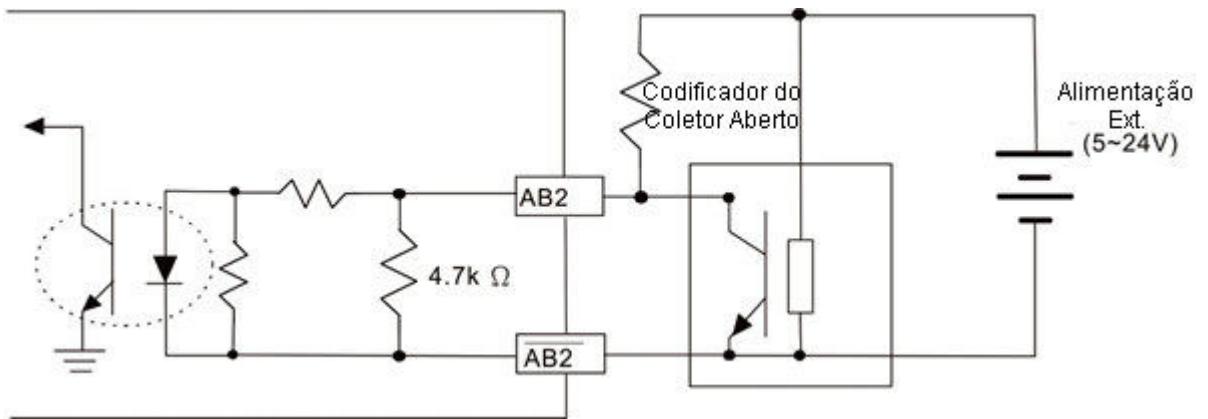 Codificador do
Coletor Aberto
Alimentação
Ext.
(5~24V)
AB2
4.7k Ω
AB2